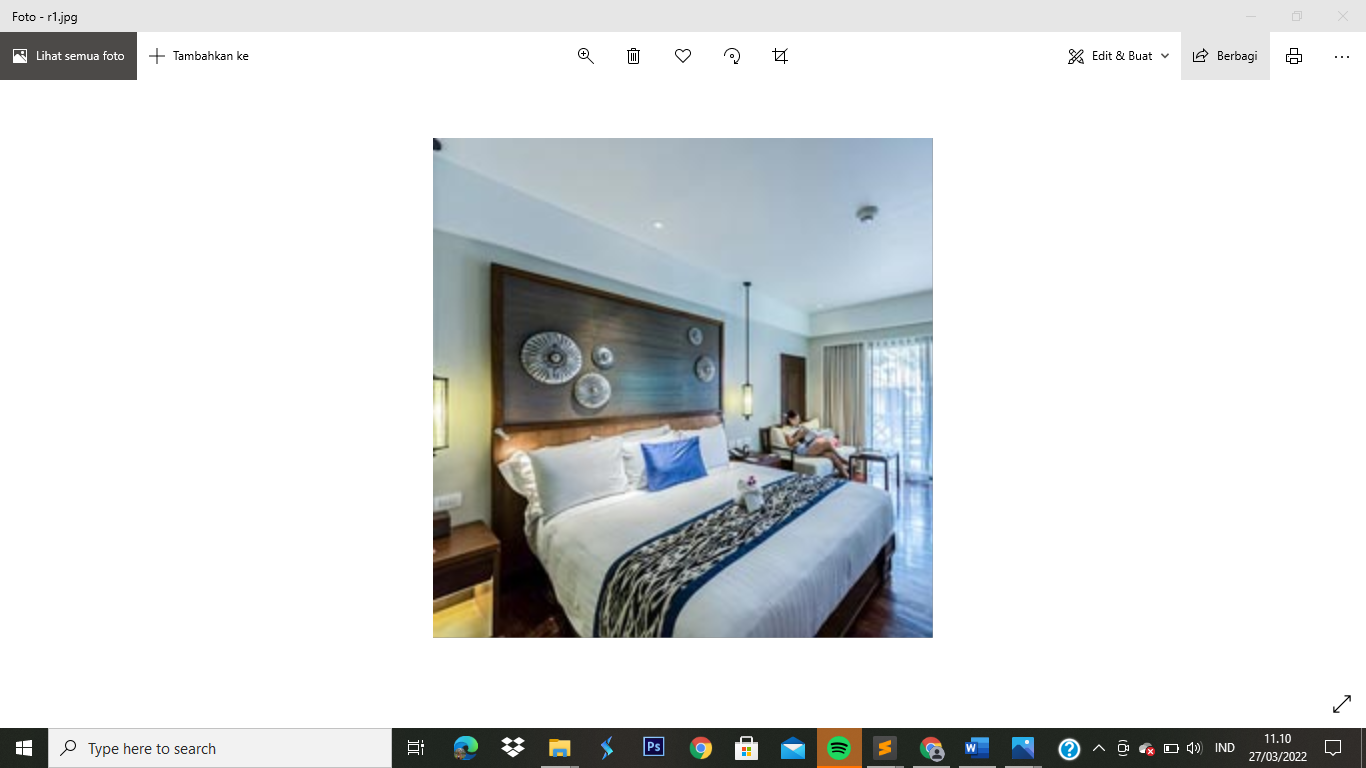 Foto - r1.jpg
Lihat semua foto
Tambahkan ke
Edit & Buat
Berbagi
Type here to search
Ps
IND
11.10
27/03/2022